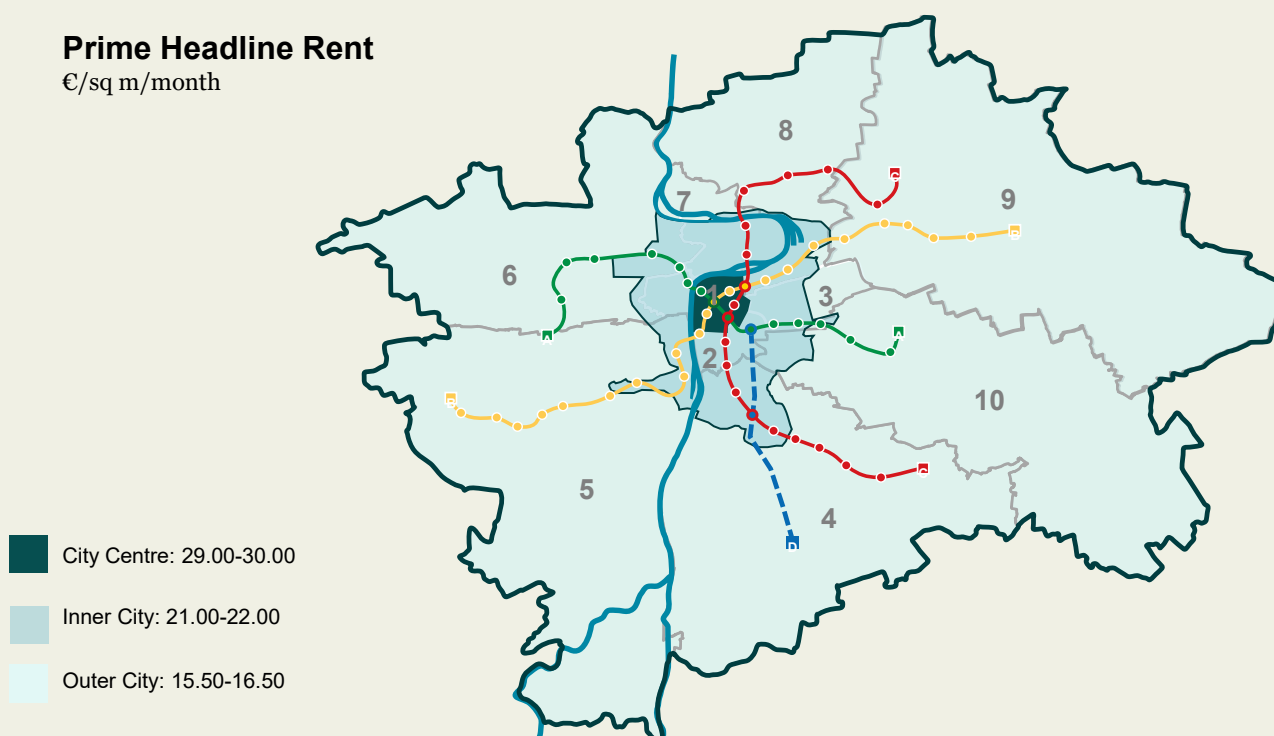 Prime Headline Rent
€/sq m/month
8
C
7
9
B
6
1
3
A
A
2
B
10
C
5
4
D
City Centre: 29.00-30.00
Inner City: 21.00-22.00
Outer City: 15.50-16.50